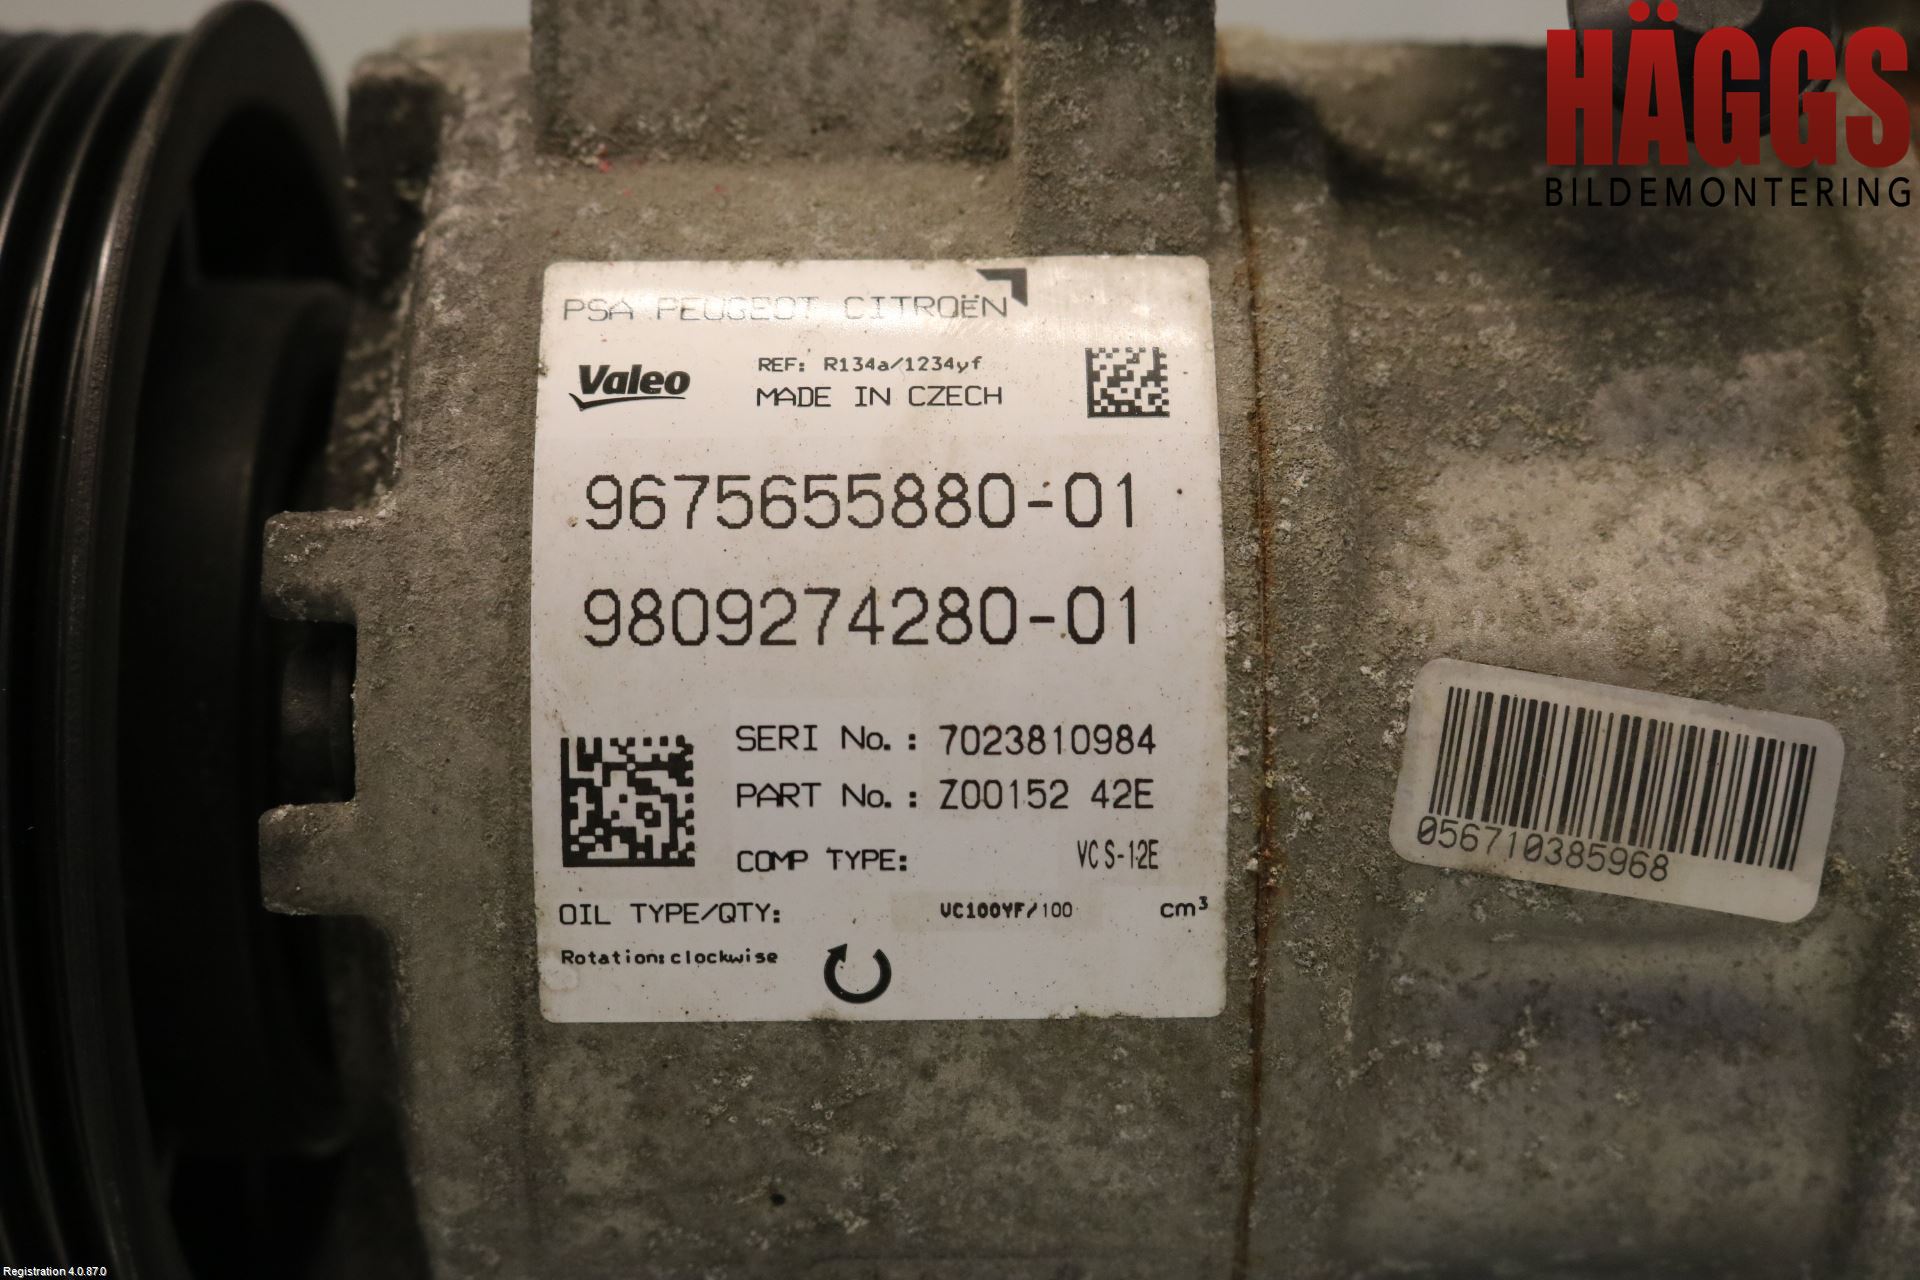 HÄGGS
BILDEMONTERING
PSA PEUGEOT CITROËN
Valeo
REF: R134a/1234yf
MADE IN CZECH
9675655880-01
9809274280-01
SERI No.: 7023810984
PART No.: Z00152 42E
COMP TYPE: VC S-12E
OIL TYPE/QTY: VC100YF/100 cm³
Rotation:clockwise
056710385968
Registration 4.0.87.0